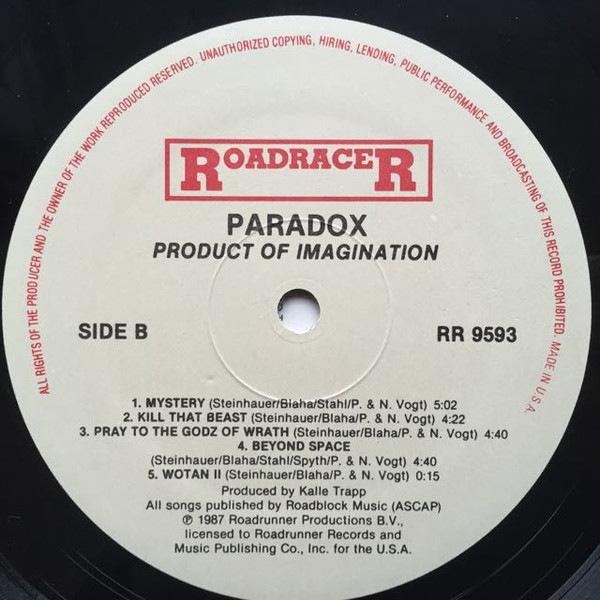 ALL RIGHTS OF THE PRODUCER AND THE OWNER OF THE WORK REPRODUCED RESERVED. UNAUTHORIZED COPYING, HIRING, LENDING, PUBLIC PERFORMANCE AND BROADCASTING OF THIS RECORD PROHIBITED. MADE IN U.S.A.
ROADRACER
PARADOX
PRODUCT OF IMAGINATION
SIDE B
RR 9593
1. MYSTERY (Steinhauer/Blaha/Stahl/P. & N. Vogt) 5:02
2. KILL THAT BEAST (Steinhauer/Blaha/P. & N. Vogt) 4:22
3. PRAY TO THE GODZ OF WRATH (Steinhauer/Blaha/P. & N. Vogt) 4:40
4. BEYOND SPACE
(Steinhauer/Blaha/Stahl/Spyth/P. & N. Vogt) 4:40
5. WOTAN II (Steinhauer/Blaha/P. & N. Vogt) 0:15
Produced by Kalle Trapp
All songs published by Roadblock Music (ASCAP)
℗ 1987 Roadrunner Productions B.V.,
licensed to Roadrunner Records and
Music Publishing Co., Inc. for the U.S.A.